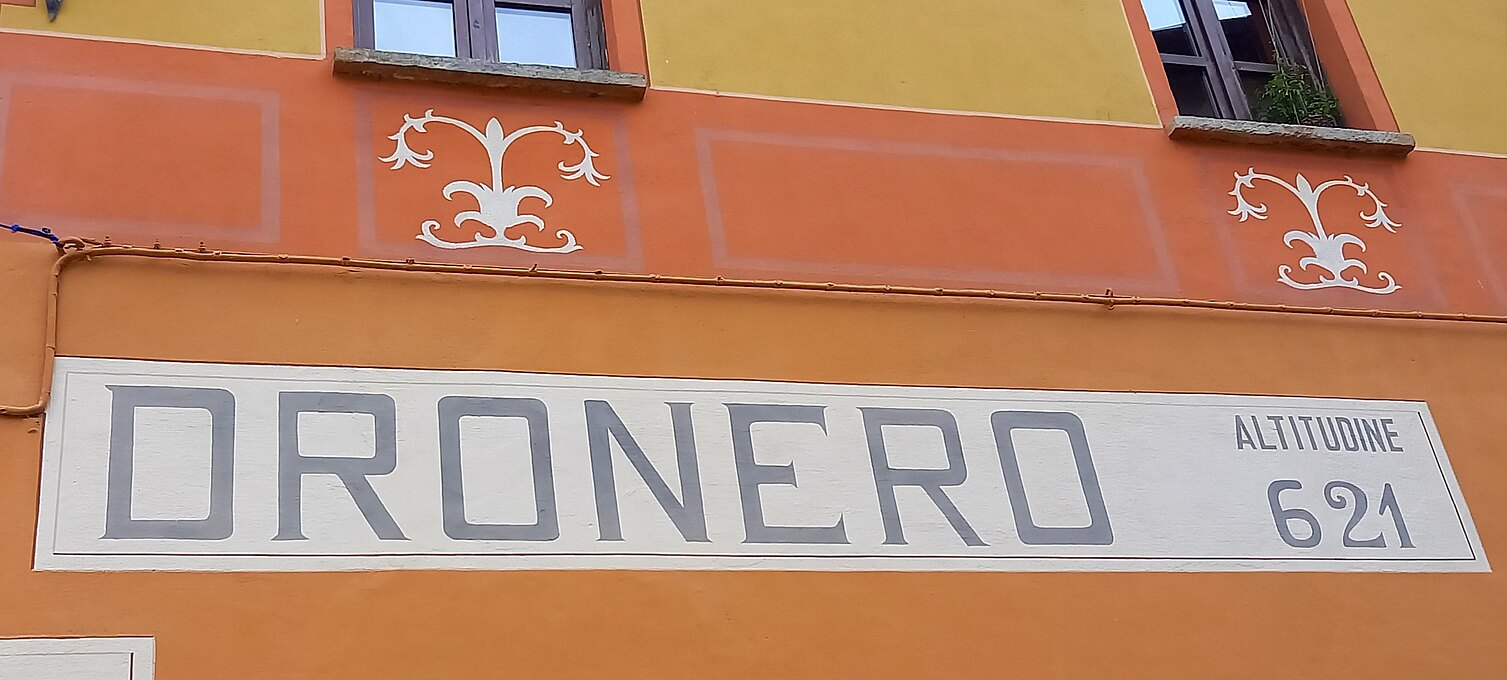 DRONERO
ALTITUDINE
621